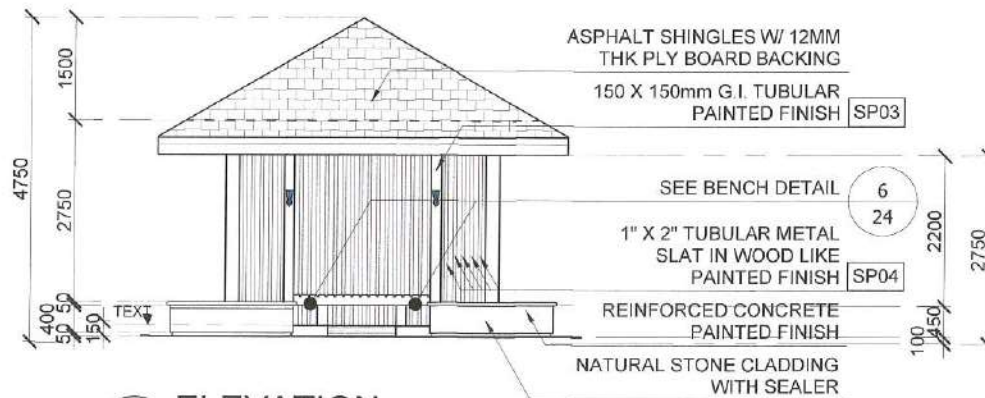 ASPHALT SHINGLES W/ 12MM
THK PLY BOARD BACKING
150 X 150mm G.I. TUBULAR
PAINTED FINISH SP03
SEE BENCH DETAIL 6
24
1" X 2" TUBULAR METAL
SLAT IN WOOD LIKE
PAINTED FINISH SP04
REINFORCED CONCRETE
PAINTED FINISH
NATURAL STONE CLADDING
WITH SEALER
1500
4750
2750
50
400
150
50
TEXT
2200
2750
450
100
ELEVATION